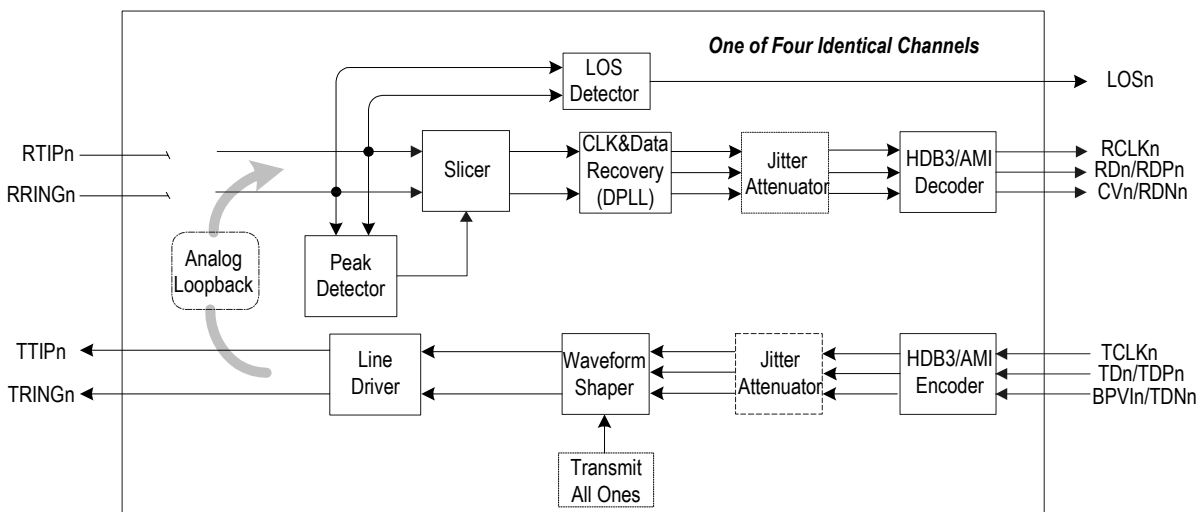 One of Four Identical Channels
LOS
Detector
LOSn
RTIPn
RRINGn
Slicer
CLK&Data
Recovery
(DPLL)
Jitter
Attenuator
HDB3/AMI
Decoder
RCLKn
RDn/RDPn
CVn/RDNn
Analog
Loopback
Peak
Detector
TTIPn
TRINGn
Line
Driver
Waveform
Shaper
Jitter
Attenuator
HDB3/AMI
Encoder
TCLKn
TDn/TDPn
BPVIn/TDNn
Transmit
All Ones